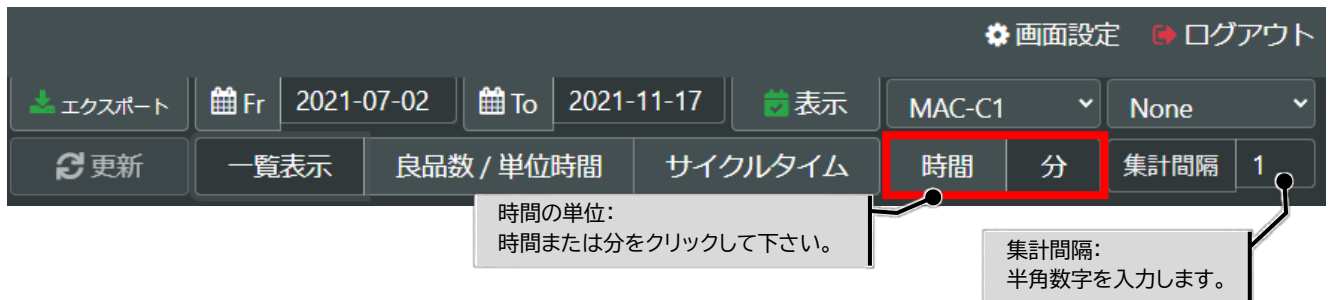 画面設定 ログアウト
エクスポート Fr 2021-07-02 To 2021-11-17 表示 MAC-C1 None
更新 一覧表示 良品数 / 単位時間 サイクルタイム 時間 分 集計間隔 1
時間の単位：
時間または分をクリックして下さい。
集計間隔：
半角数字を入力します。